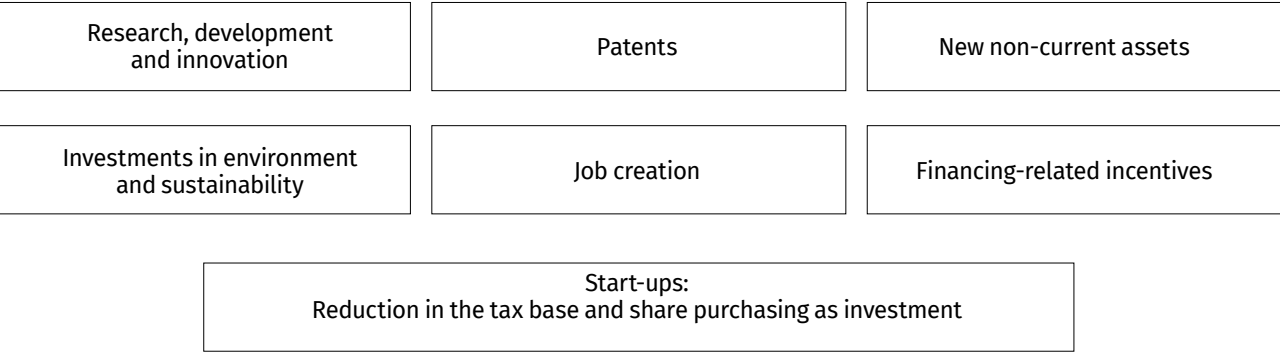 Research, development
and innovation
Patents
New non-current assets
Investments in environment
and sustainability
Job creation
Financing-related incentives
Start-ups:
Reduction in the tax base and share purchasing as investment